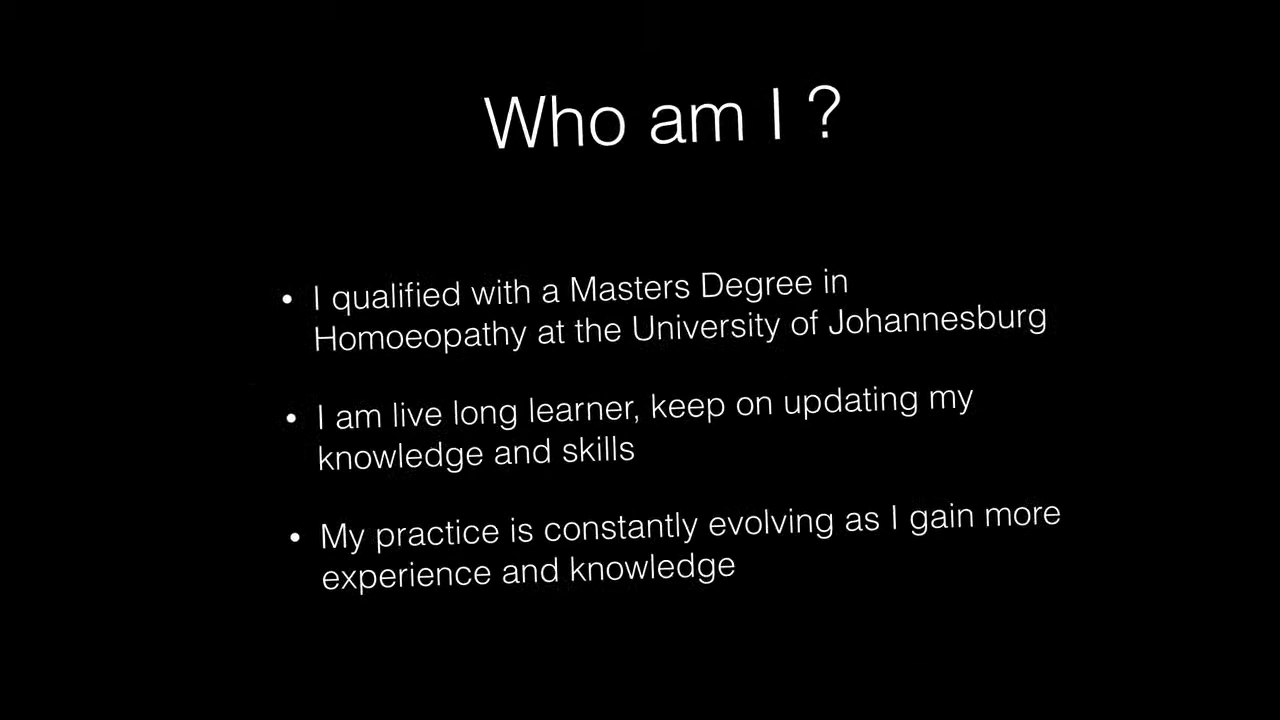 Who am I ?
• I qualified with a Masters Degree in
Homoeopathy at the University of Johannesburg
• I am live long learner, keep on updating my
knowledge and skills
• My practice is constantly evolving as I gain more
experience and knowledge